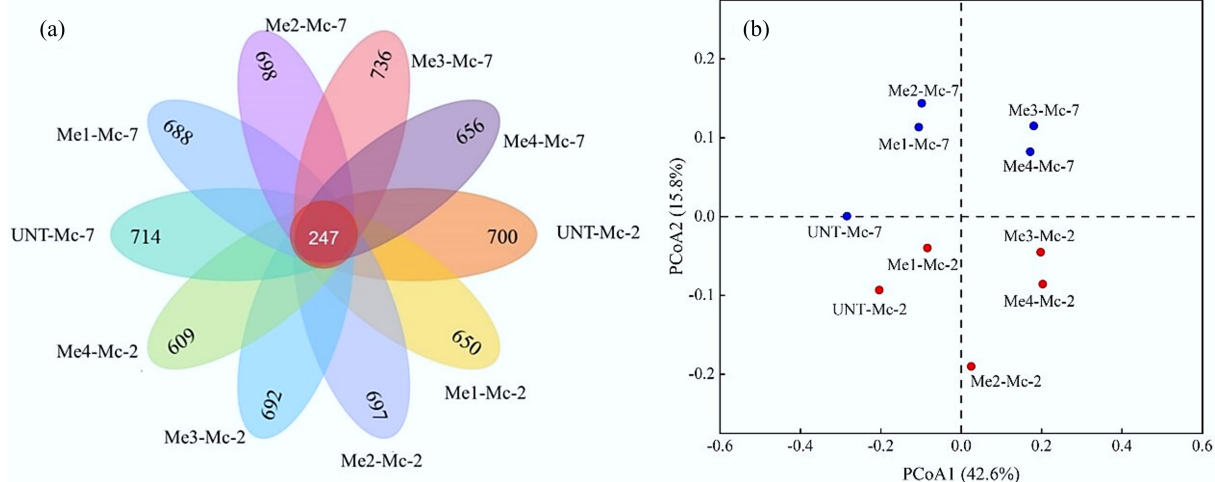 (a)
Me2-Mc-7
698
736
Me3-Mc-7
Me1-Mc-7
688
656
Me4-Mc-7
UNT-Mc-7
714
247
700
UNT-Mc-2
Me4-Mc-2
609
650
Me1-Mc-2
692
Me3-Mc-2
697
Me2-Mc-2
(b)
PCoA2 (15.8%)
0.2
0.1
0.0
-0.1
-0.2
Me2-Mc-7
Me1-Mc-7
Me3-Mc-7
Me4-Mc-7
UNT-Mc-7
Me3-Mc-2
Me1-Mc-2
Me4-Mc-2
UNT-Mc-2
Me2-Mc-2
-0.6
-0.4
-0.2
0.0
0.2
0.4
0.6
PCoA1 (42.6%)